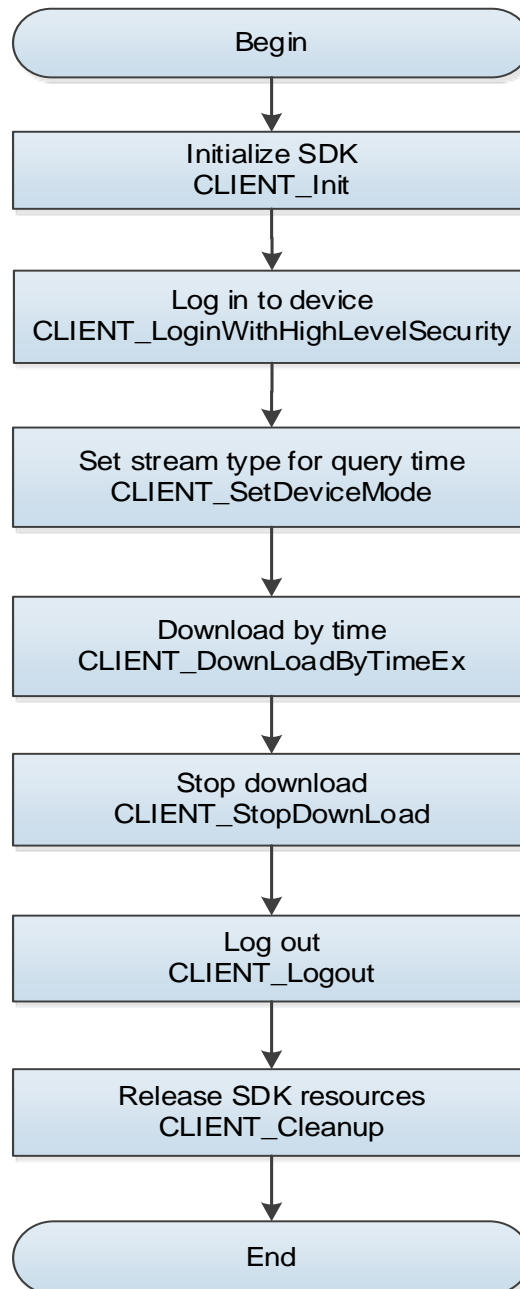 Begin
Initialize SDK
CLIENT_Init
Log in to device
CLIENT_LoginWithHighLevelSecurity
Set stream type for query time
CLIENT_SetDeviceMode
Download by time
CLIENT_DownLoadByTimeEx
Stop download
CLIENT_StopDownLoad
Log out
CLIENT_Logout
Release SDK resources
CLIENT_Cleanup
End